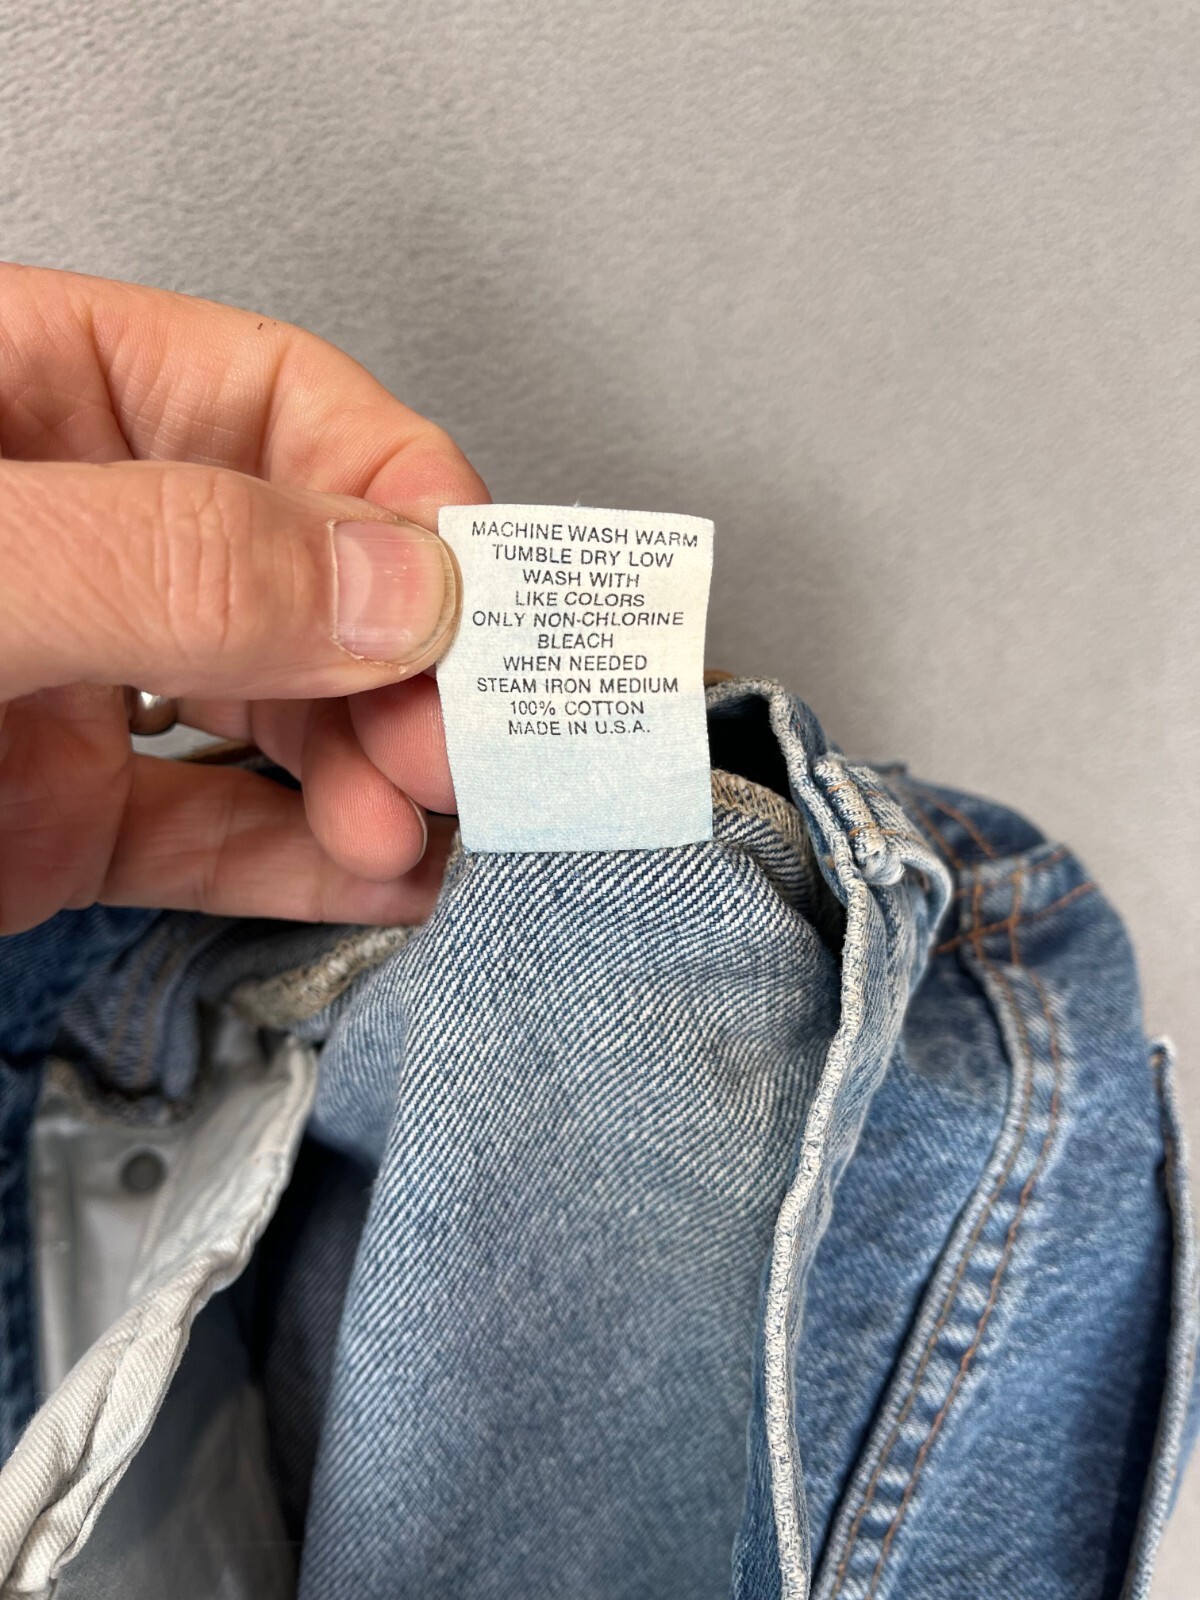 MACHINE WASH WARM
TUMBLE DRY LOW
WASH WITH
LIKE COLORS
ONLY NON-CHLORINE
BLEACH
WHEN NEEDED
STEAM IRON MEDIUM
100% COTTON
MADE IN U.S.A.